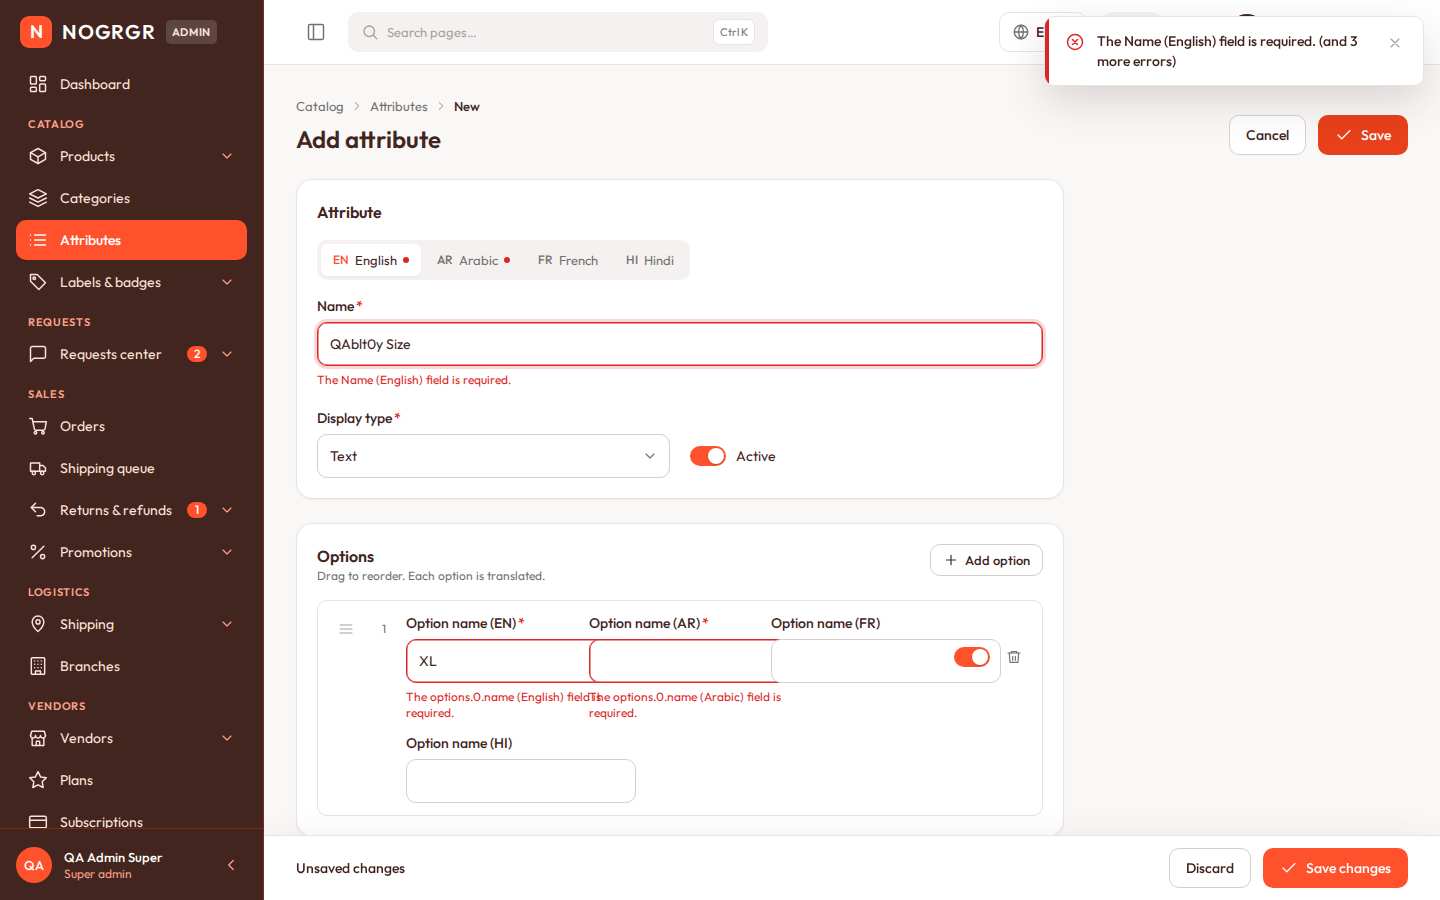 N NOGRGR ADMIN
Search pages...
Ctrl K
The Name (English) field is required. (and 3
more errors)
Dashboard
CATALOG
Products
Categories
Attributes
Labels & badges
REQUESTS
Requests center 2
SALES
Orders
Shipping queue
Returns & refunds 1
Promotions
LOGISTICS
Shipping
Branches
VENDORS
Vendors
Plans
Subscriptions
QA QA Admin Super
Super admin
Catalog Attributes New
Add attribute
Cancel Save
Attribute
EN English AR Arabic FR French HI Hindi
Name *
QAblt0y Size
The Name (English) field is required.
Display type *
Text Active
Options
Drag to reorder. Each option is translated.
Add option
1 Option name (EN) * Option name (AR) * Option name (FR)
XL
The options.0.name (English) field is
required.
The options.0.name (Arabic) field is
required.
Option name (HI)
Unsaved changes
Discard Save changes